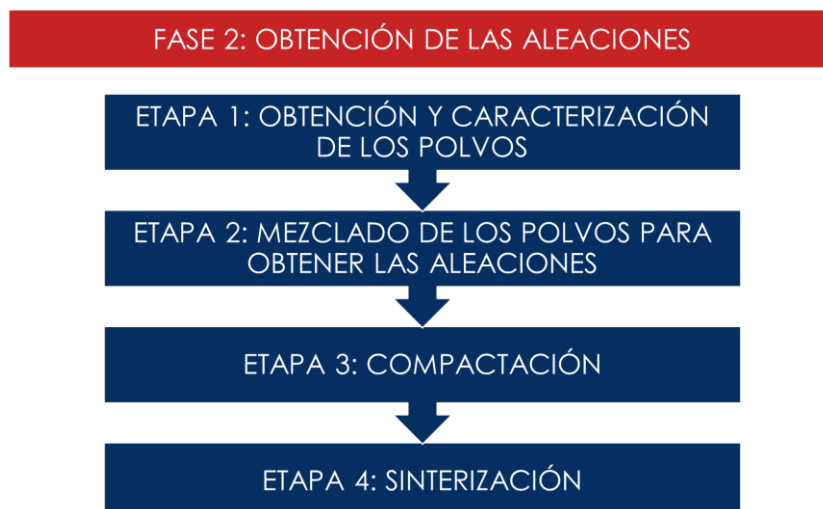 FASE 2: OBTENCIÓN DE LAS ALEACIONES
ETAPA 1: OBTENCIÓN Y CARACTERIZACIÓN
DE LOS POLVOS
ETAPA 2: MEZCLADO DE LOS POLVOS PARA
OBTENER LAS ALEACIONES
ETAPA 3: COMPACTACIÓN
ETAPA 4: SINTERIZACIÓN